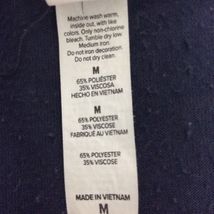 Machine wash warm,
inside out, with like
colors. Only non-chlorine
bleach. Tumble dry low
Medium iron
Do not iron decoration.
Do not dry clean.
M
65% POLIÉSTER
35% VISCOSA
HECHO EN VIETNAM
M
65% POLYESTER
35% VISCOSE
FABRIQUÉ AU VIETNAM
65% POLYESTER
35% VISCOSE
MADE IN VIETNAM
M